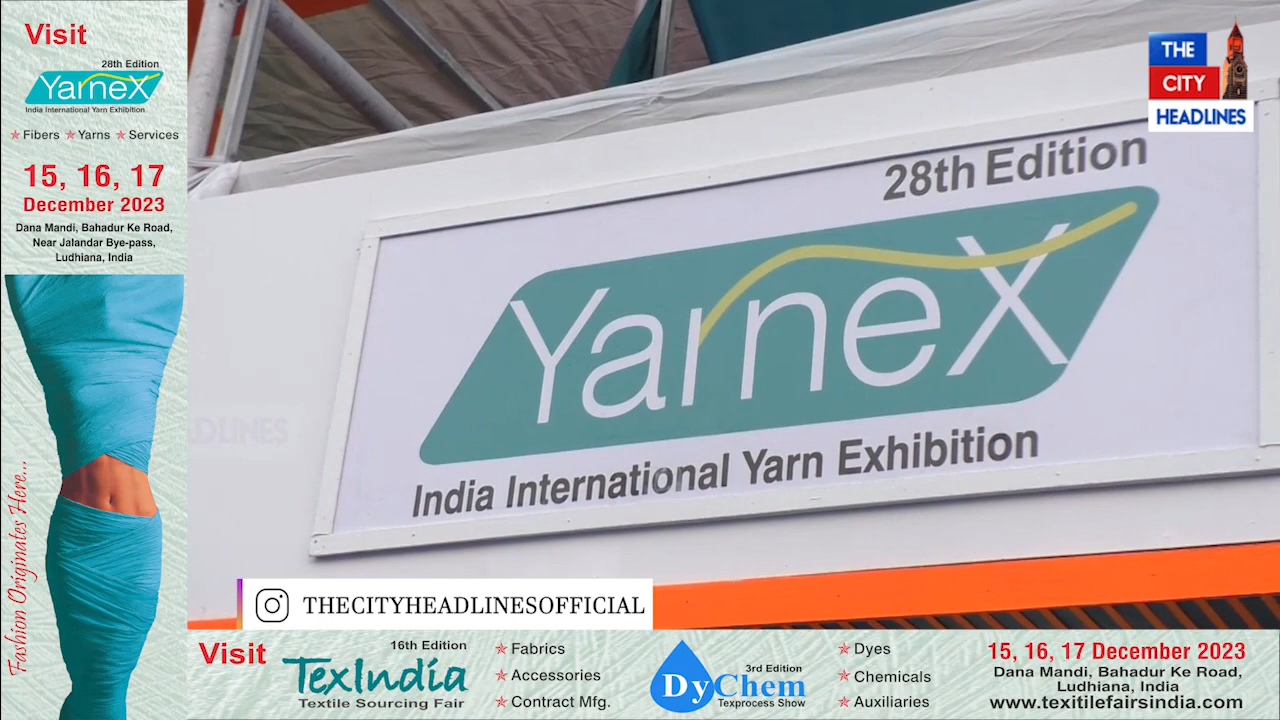 Visit
28th Edition
YarneX
India International Yarn Exhibition
Fibers Yarns Services
15, 16, 17
December 2023
Dana Mandi, Bahadur Ke Road,
Near Jalandar Bye-pass,
Ludhiana, India
Fashion Originates Here...
THE
CITY
HEADLINES
28th Edition
YarneX
India International Yarn Exhibition
DLINES
THECITYHEADLINESOFFICIAL
Visit
16th Edition
TexIndia
Textile Sourcing Fair
Fabrics
Accessories
Contract Mfg.
3rd Edition
DyChem
Texprocess Show
Dyes
Chemicals
Auxiliaries
15, 16, 17 December 2023
Dana Mandi, Bahadur Ke Road,
Ludhiana, India
www.texitilefairsindia.com